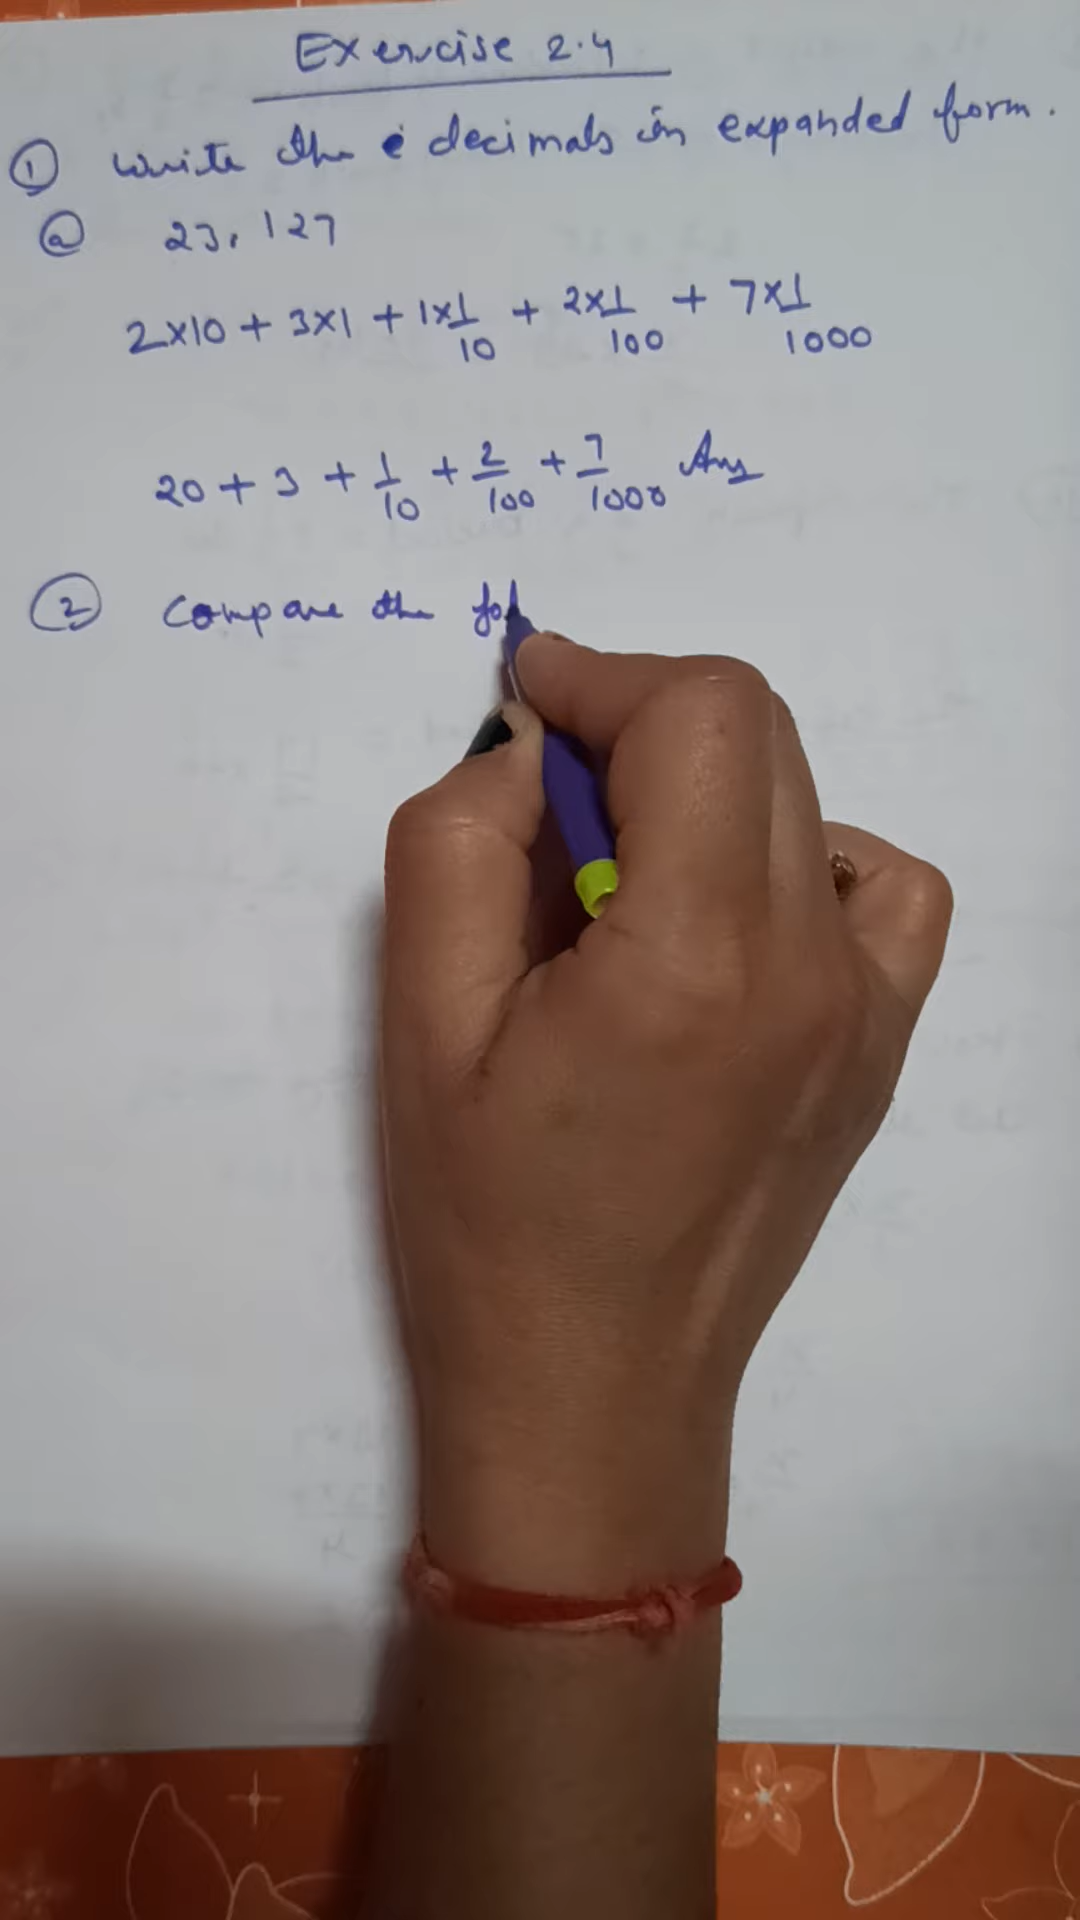 Exercise 2.4
① Write the decimals in expanded form.
ⓐ 23.127
2×10 + 3×1 + 1×1/10 + 2×1/100 + 7×1/1000
20 + 3 + 1/10 + 2/100 + 7/1000 Ans
② Compare the fol